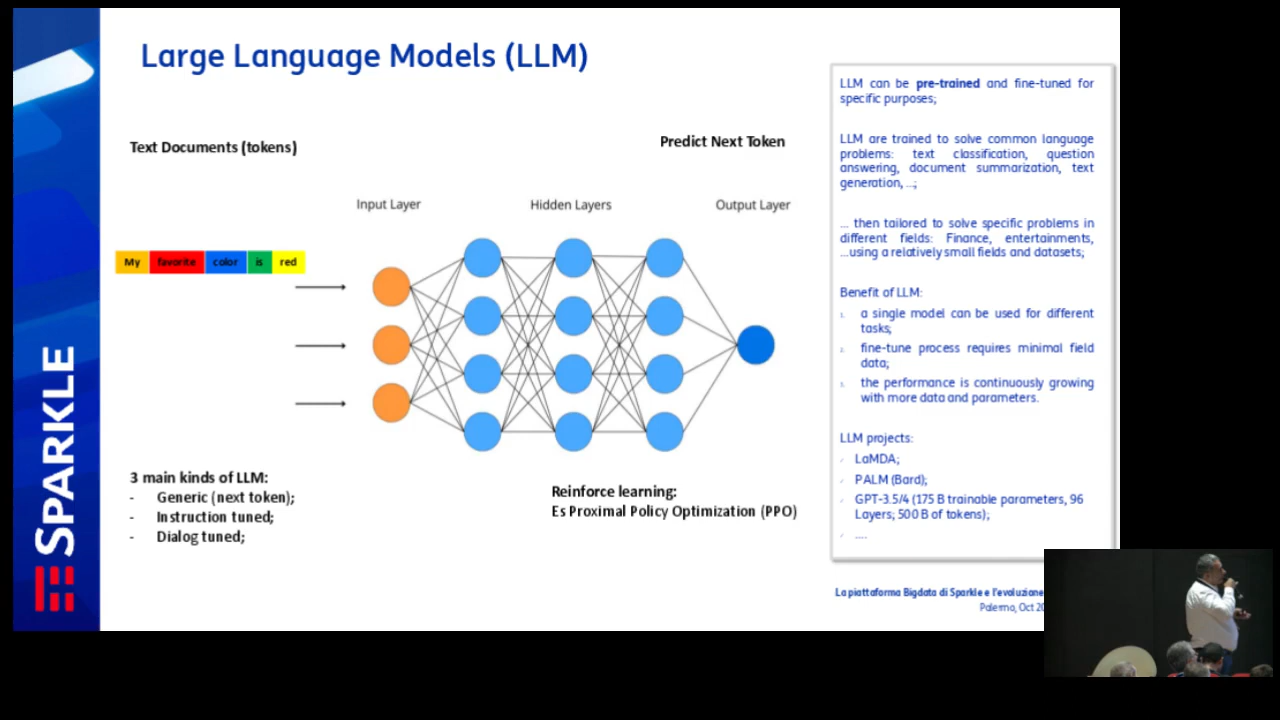 Large Language Models (LLM)
Text Documents (tokens)
Predict Next Token
Input Layer
Hidden Layers
Output Layer
My favorite color is red
3 main kinds of LLM:
- Generic (next token);
- Instruction tuned;
- Dialog tuned;
Reinforce learning:
Es Proximal Policy Optimization (PPO)
LLM can be pre-trained and fine-tuned for
specific purposes;
LLM are trained to solve common language
problems: text classification, question
answering, document summarization, text
generation, ...;
... then tailored to solve specific problems in
different fields: Finance, entertainments,
...using a relatively small fields and datasets;
Benefit of LLM:
1. a single model can be used for different
tasks;
2. fine-tune process requires minimal field
data;
3. the performance is continuously growing
with more data and parameters.
LLM projects:
✓ LaMDA;
✓ PALM (Bard);
✓ GPT-3.5/4 (175 B trainable parameters, 96
Layers; 500 B of tokens);
✓ ....
La piattaforma Bigdata di Sparkle e l'evoluzione
Palermo, Oct
SPARKLE